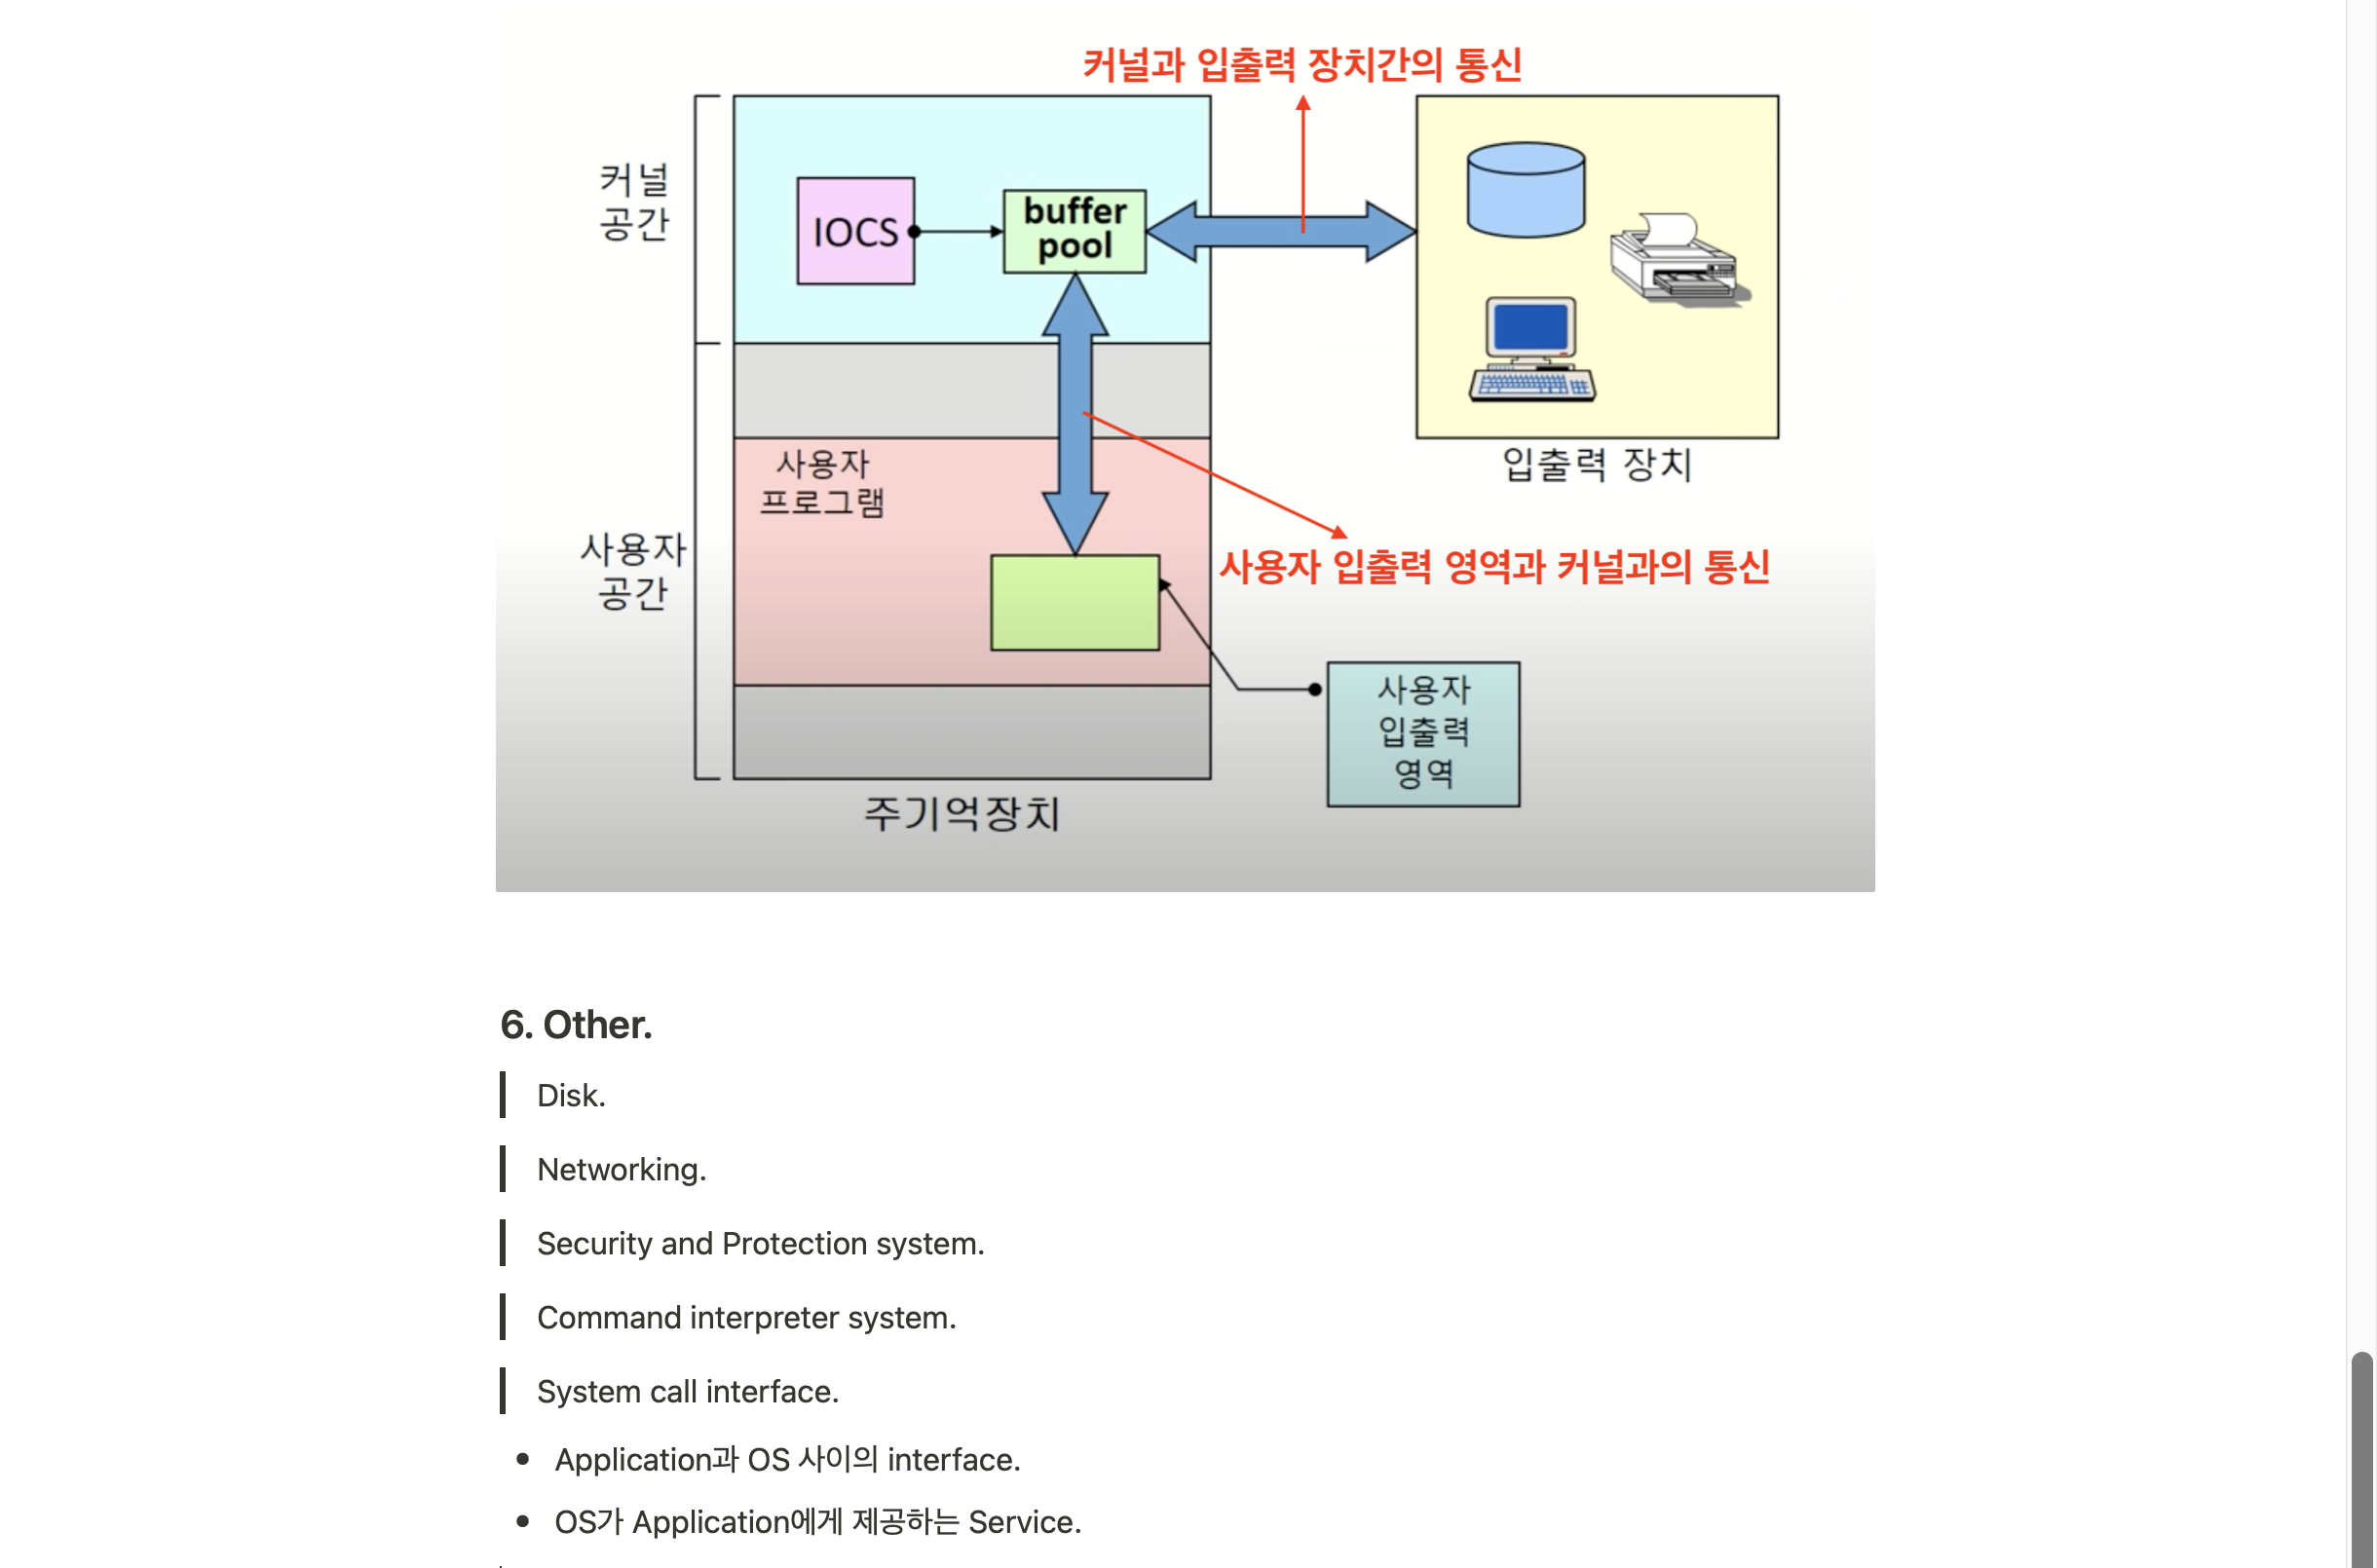 커널과 입출력 장치간의 통신
커널
공간
IOCS
buffer
pool
사용자
프로그램
입출력 장치
사용자
공간
사용자 입출력 영역과 커널과의 통신
사용자
입출력
영역
주기억장치
6. Other.
Disk.
Networking.
Security and Protection system.
Command interpreter system.
System call interface.
• Application과 OS 사이의 interface.
• OS가 Application에게 제공하는 Service.